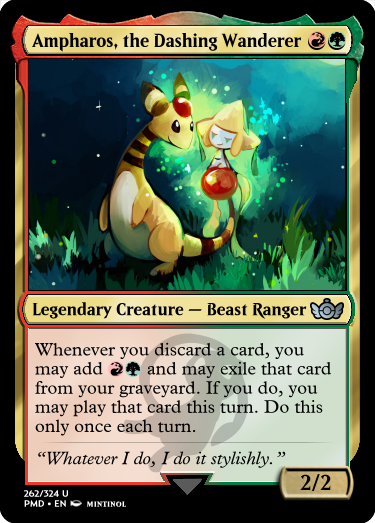 Ampharos, the Dashing Wanderer
Legendary Creature — Beast Ranger
Whenever you discard a card, you
may add and may exile that card
from your graveyard. If you do, you
may play that card this turn. Do this
only once each turn.
“Whatever I do, I do it stylishly.”
2/2
262/324 U
PMD • EN MINTINOL